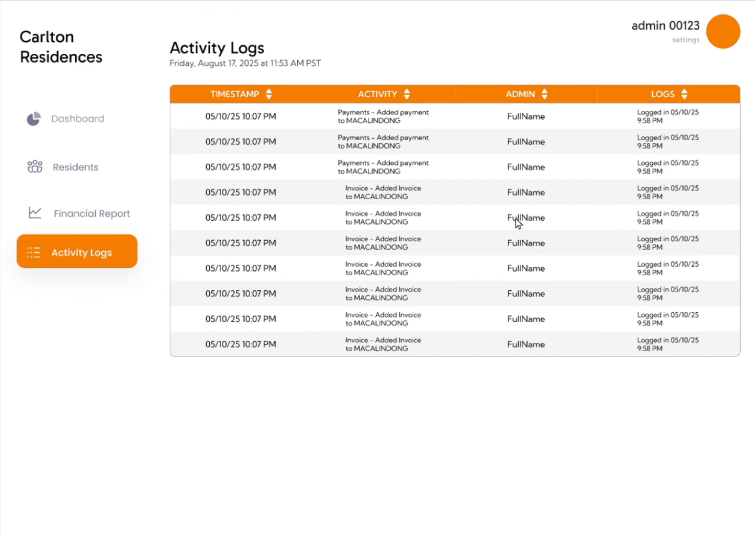 Carlton
Residences
admin 00123
settings
Activity Logs
Friday, August 17, 2025 at 11:53 AM PST
Dashboard
Residents
Financial Report
Activity Logs
TIMESTAMP ACTIVITY ADMIN LOGS
05/10/25 10:07 PM Payments - Added payment to MACALINDONG FullName Logged in 05/10/25 9:58 PM
05/10/25 10:07 PM Payments - Added payment to MACALINDONG FullName Logged in 05/10/25 9:58 PM
05/10/25 10:07 PM Payments - Added payment to MACALINDONG FullName Logged in 05/10/25 9:58 PM
05/10/25 10:07 PM Invoice - Added Invoice to MACALINDONG FullName Logged in 05/10/25 9:58 PM
05/10/25 10:07 PM Invoice - Added Invoice to MACALINDONG FullName Logged in 05/10/25 9:58 PM
05/10/25 10:07 PM Invoice - Added Invoice to MACALINDONG FullName Logged in 05/10/25 9:58 PM
05/10/25 10:07 PM Invoice - Added Invoice to MACALINDONG FullName Logged in 05/10/25 9:58 PM
05/10/25 10:07 PM Invoice - Added Invoice to MACALINDONG FullName Logged in 05/10/25 9:58 PM
05/10/25 10:07 PM Invoice - Added Invoice to MACALINDONG FullName Logged in 05/10/25 9:58 PM
05/10/25 10:07 PM Invoice - Added Invoice to MACALINDONG FullName Logged in 05/10/25 9:58 PM